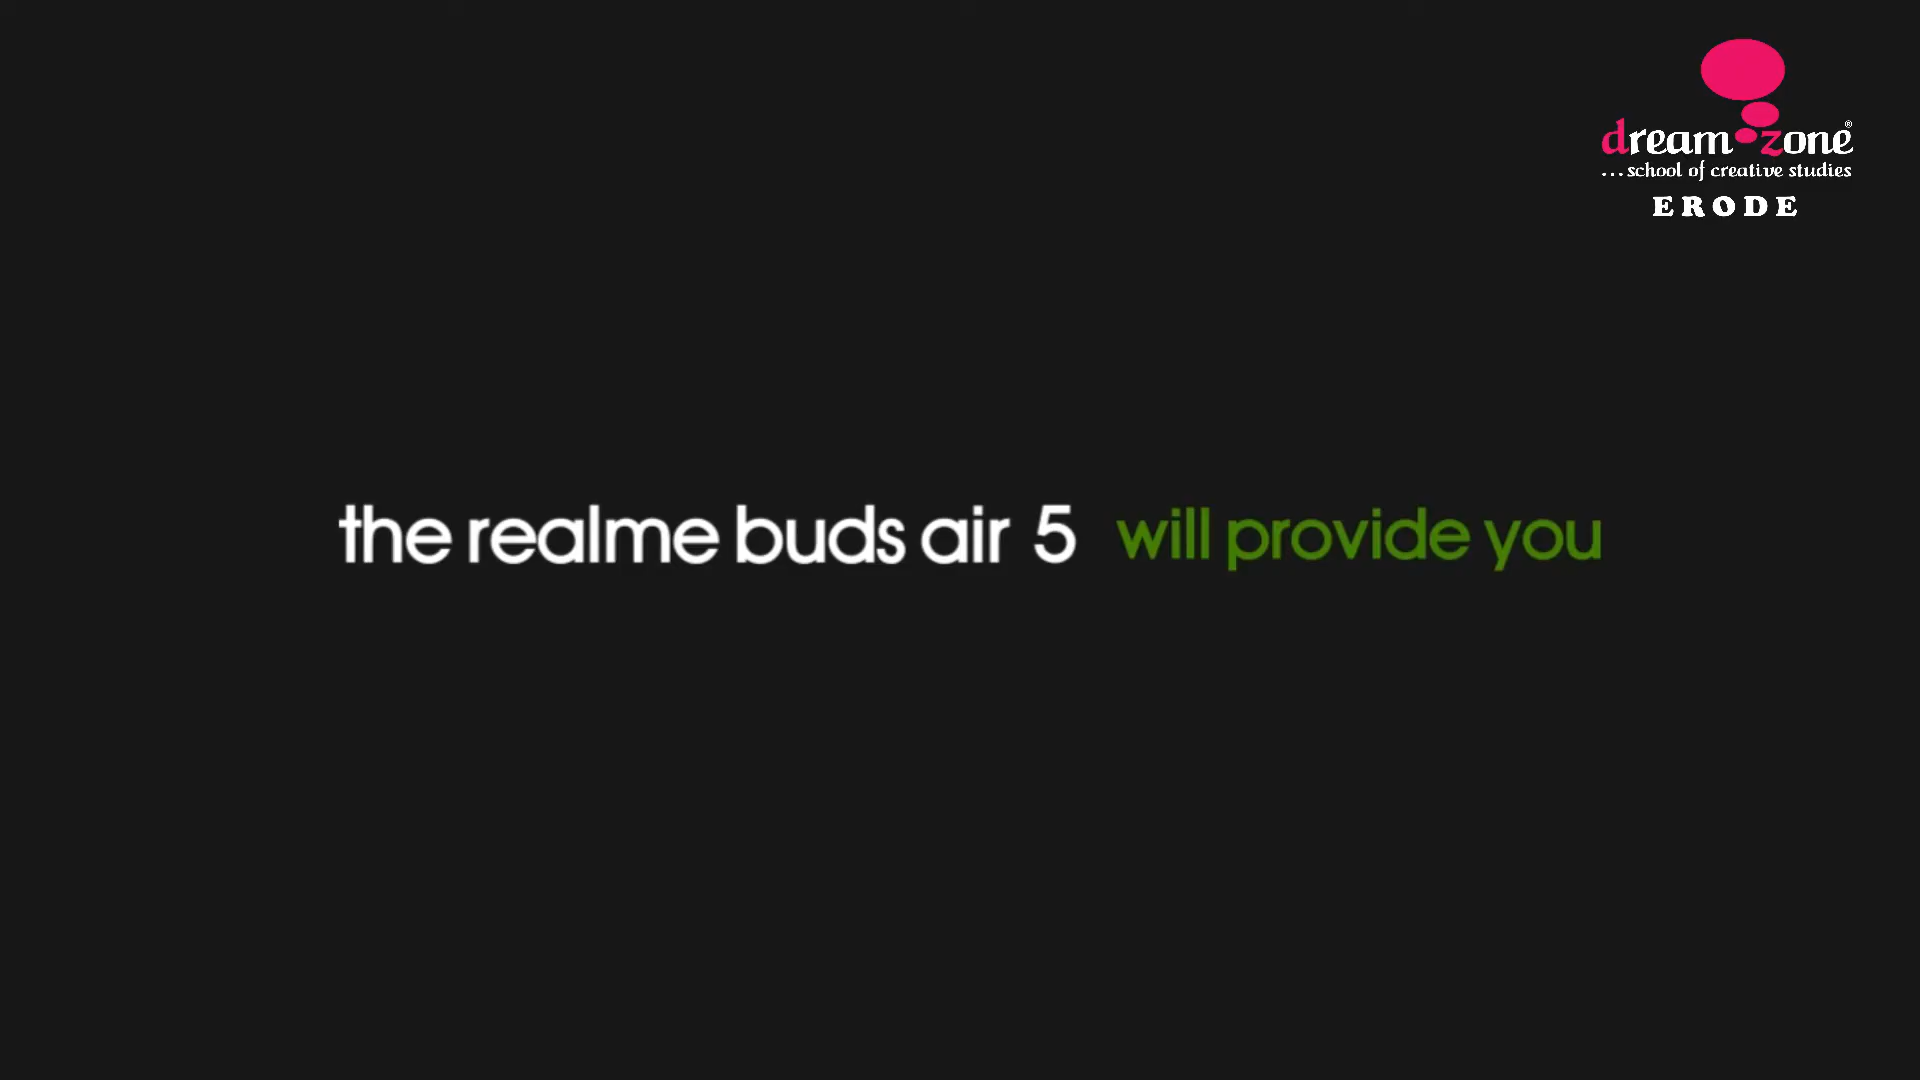 dream zone®
...school of creative studies
ERODE
the realme buds air 5 will provide you